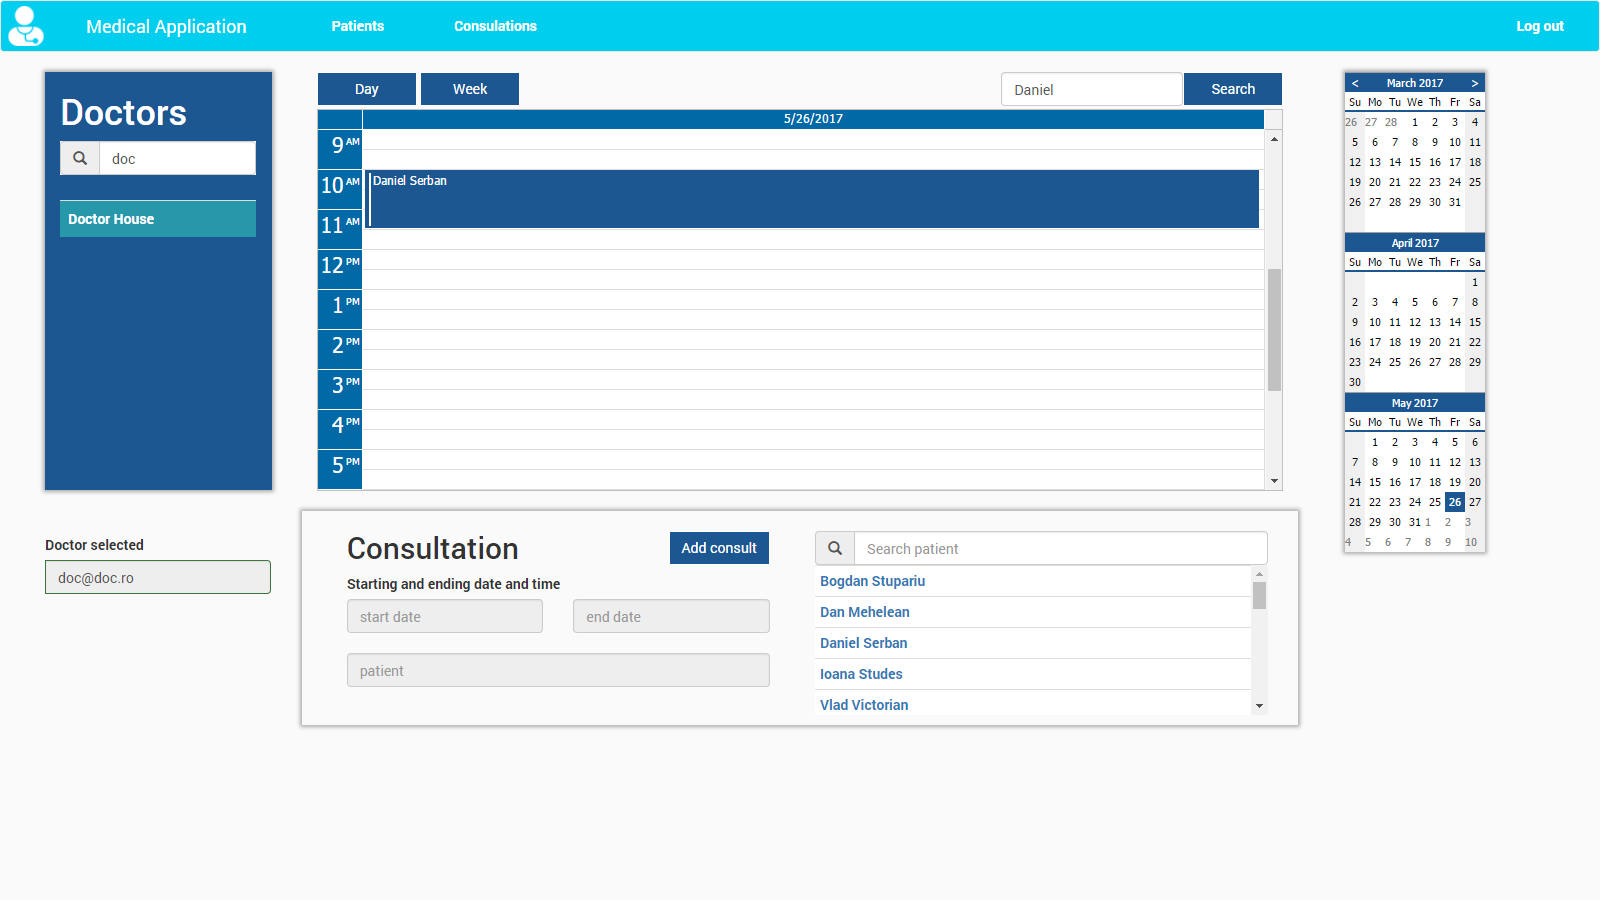 Medical Application
Patients
Consulations
Log out
Doctors
doc
Doctor House
Doctor selected
doc@doc.ro
Day
Week
Daniel
Search
5/26/2017
9 AM
10 AM
Daniel Serban
11 AM
12 PM
1 PM
2 PM
3 PM
4 PM
5 PM
Consultation
Add consult
Starting and ending date and time
start date
end date
patient
Search patient
Bogdan Stupariu
Dan Mehelean
Daniel Serban
Ioana Studes
Vlad Victorian
< March 2017 >
Su Mo Tu We Th Fr Sa
26 27 28 1 2 3 4
5 6 7 8 9 10 11
12 13 14 15 16 17 18
19 20 21 22 23 24 25
26 27 28 29 30 31
April 2017
Su Mo Tu We Th Fr Sa
1
2 3 4 5 6 7 8
9 10 11 12 13 14 15
16 17 18 19 20 21 22
23 24 25 26 27 28 29
30
May 2017
Su Mo Tu We Th Fr Sa
1 2 3 4 5 6
7 8 9 10 11 12 13
14 15 16 17 18 19 20
21 22 23 24 25 26 27
28 29 30 31 1 2 3
4 5 6 7 8 9 10